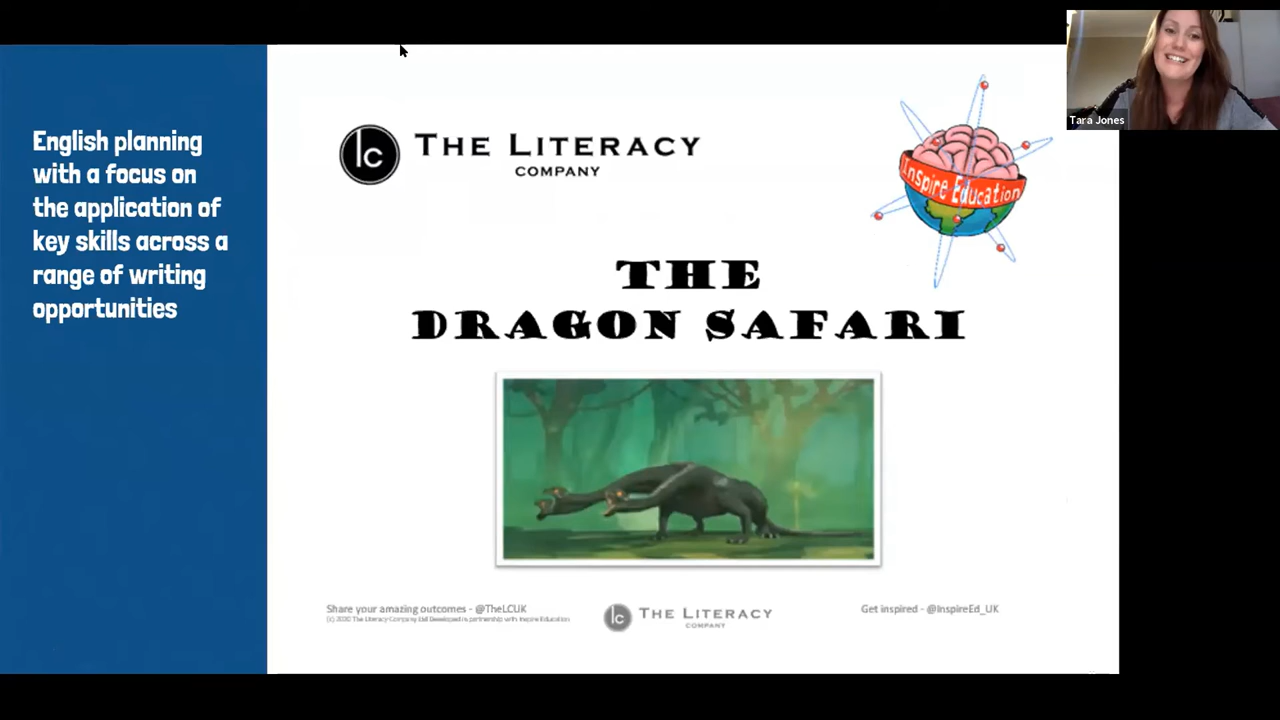 English planning
with a focus on
the application of
key skills across a
range of writing
opportunities
lc
THE LITERACY
COMPANY
Inspire Education
THE
DRAGON SAFARI
Share your amazing outcomes - @TheLCUK
(c) 2020 The Literacy Company Ltd Developed in partnership with Inspire Education
lc
THE LITERACY
COMPANY
Get inspired - @InspireEd_UK
Tara Jones